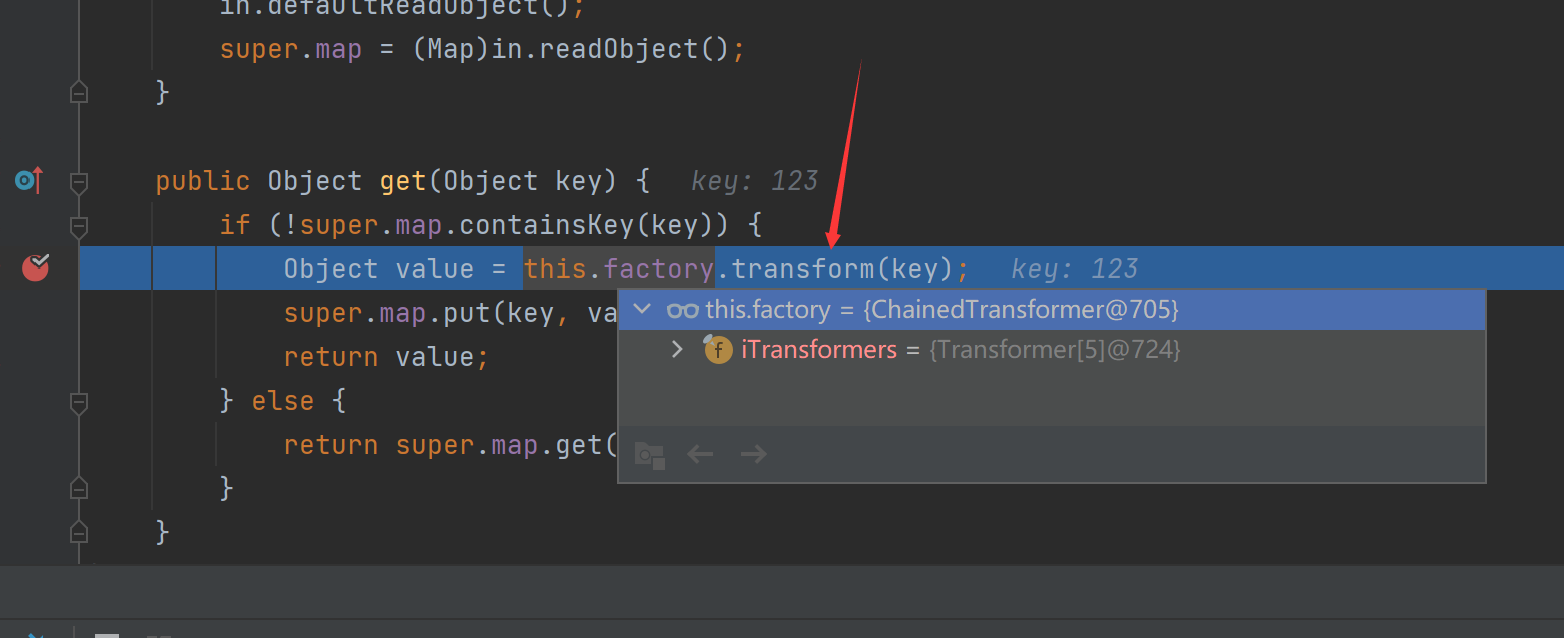 in.defaultReadObject();
super.map = (Map)in.readObject();
}
public Object get(Object key) {   key: 123
if (!super.map.containsKey(key)) {
Object value = this.factory.transform(key);   key: 123
this.factory = {ChainedTransformer@705}
super.map.put(key, va
f iTransformers = {Transformer[5]@724}
return value;
} else {
return super.map.get(
}
}